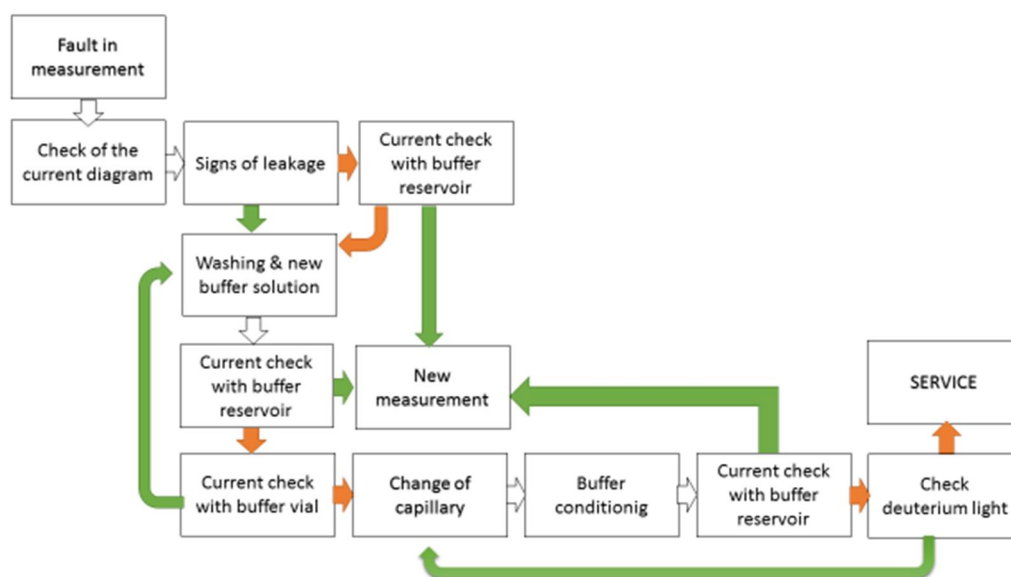 Fault in
measurement
Check of the
current diagram
Signs of leakage
Current check
with buffer
reservoir
Washing & new
buffer solution
Current check
with buffer
reservoir
New
measurement
SERVICE
Current check
with buffer vial
Change of
capillary
Buffer
conditionig
Current check
with buffer
reservoir
Check
deuterium light